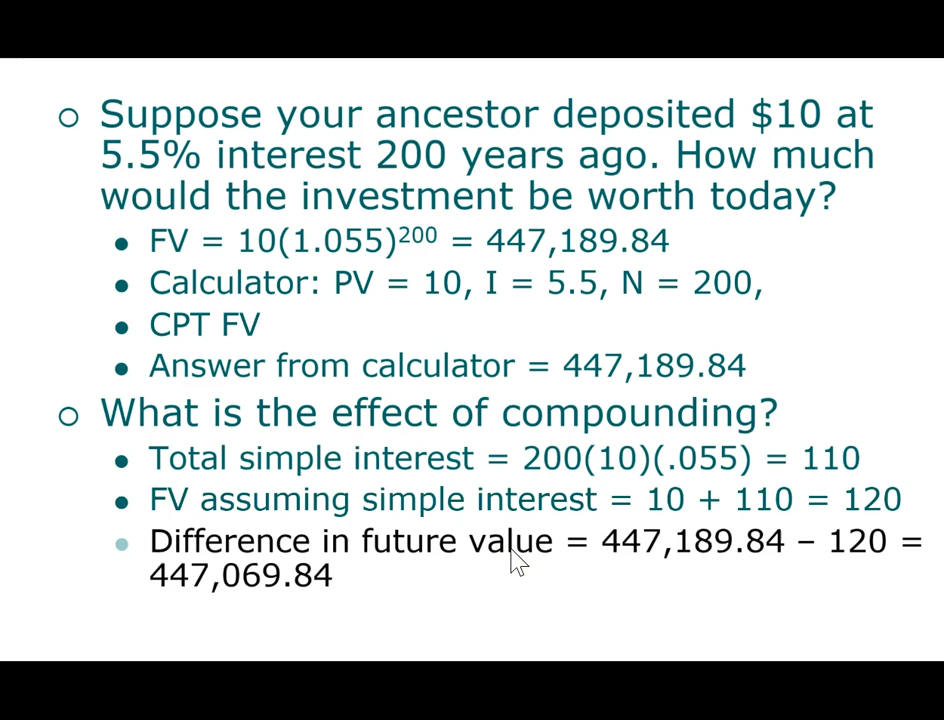 Suppose your ancestor deposited $10 at
5.5% interest 200 years ago. How much
would the investment be worth today?
FV = 10(1.055)²⁰⁰ = 447,189.84
Calculator: PV = 10, I = 5.5, N = 200,
CPT FV
Answer from calculator = 447,189.84
What is the effect of compounding?
Total simple interest = 200(10)(.055) = 110
FV assuming simple interest = 10 + 110 = 120
Difference in future value = 447,189.84 – 120 =
447,069.84